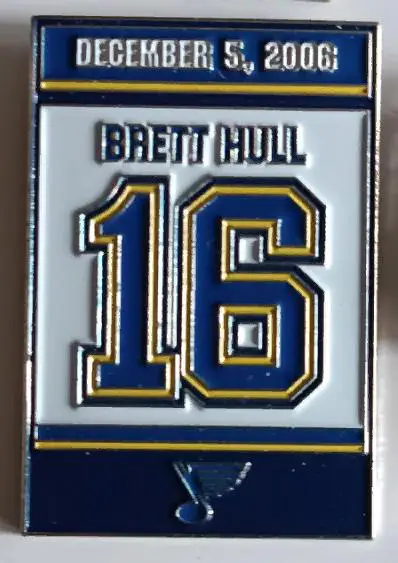 DECEMBER 5, 2006
BRETT HULL
16